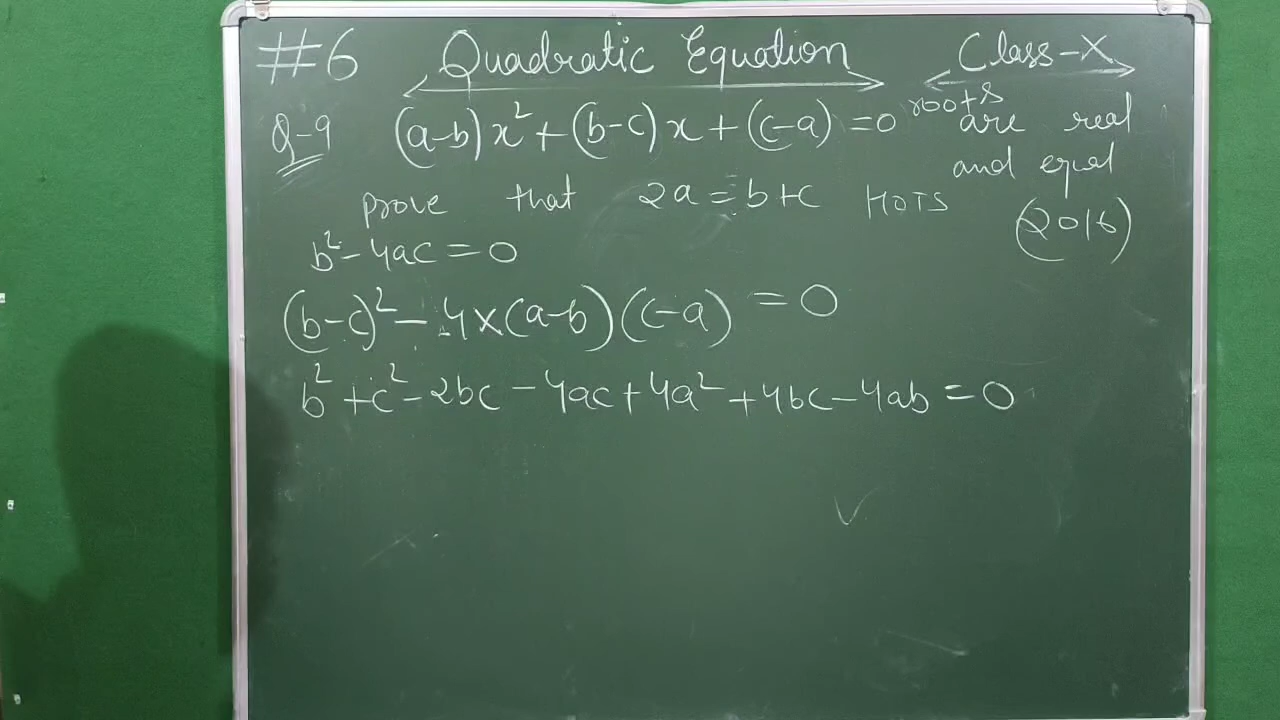 #6 Quadratic Equation Class-X
Q-9 (a-b)x² + (b-c)x + (c-a) = 0 roots are real
and equal
prove that 2a = b+c HOTS (2016)
b² - 4ac = 0
(b-c)² - 4×(a-b)(c-a) = 0
b² + c² - 2bc - 4ac + 4a² + 4bc - 4ab = 0